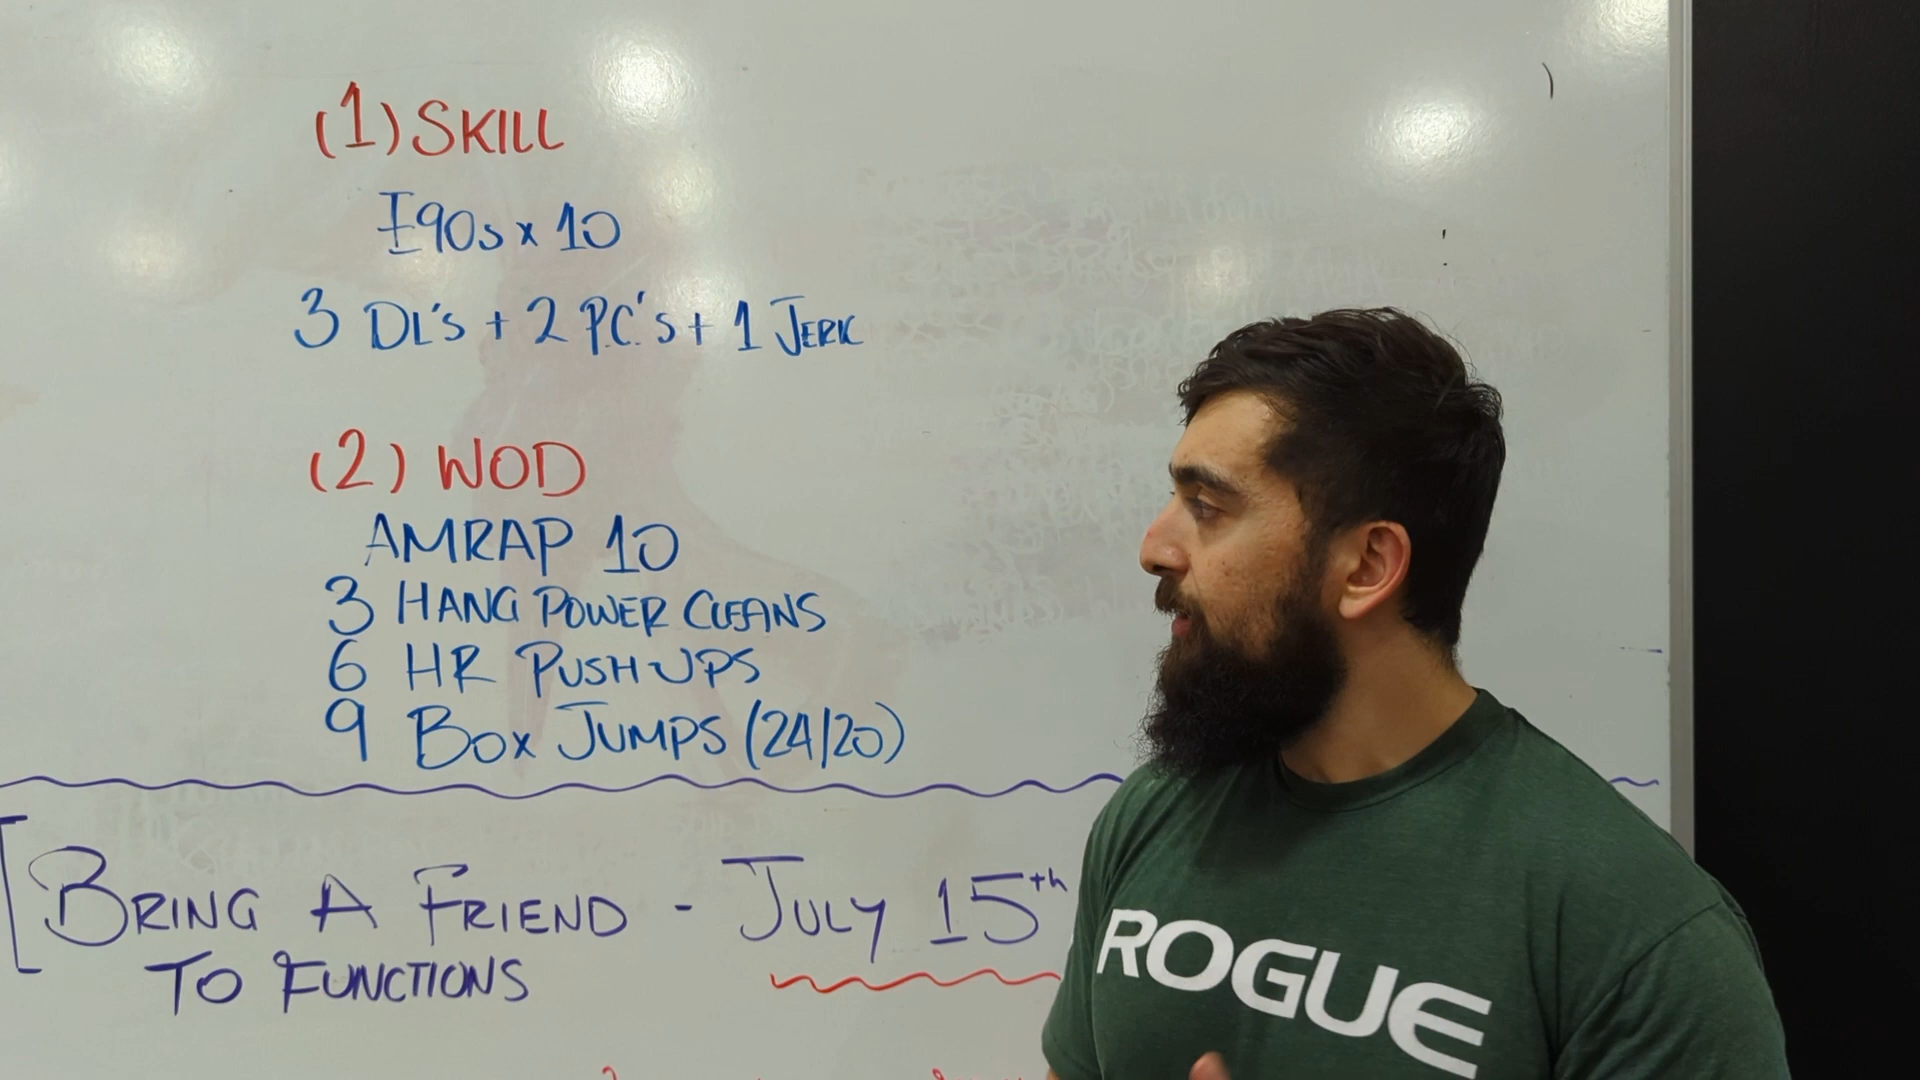 (1) SKILL
E90s x 10
3 DL's + 2 P.C.'s + 1 JERK
(2) WOD
AMRAP 10
3 HANG POWER CLEANS
6 HR PUSH UPS
9 BOX JUMPS (24/20)
[BRING A FRIEND - JULY 15th
TO FUNCTIONS
ROGUE